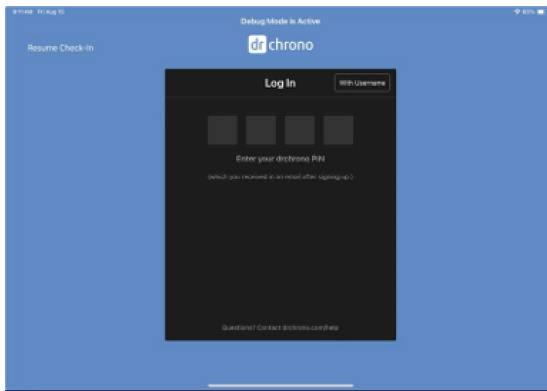 Debug Mode is Active
Resume Check-In
dr chrono
Log In
With Username
Enter your drchrono PIN
(which you received in an email after signing up.)
Questions? Contact drchrono.com/help